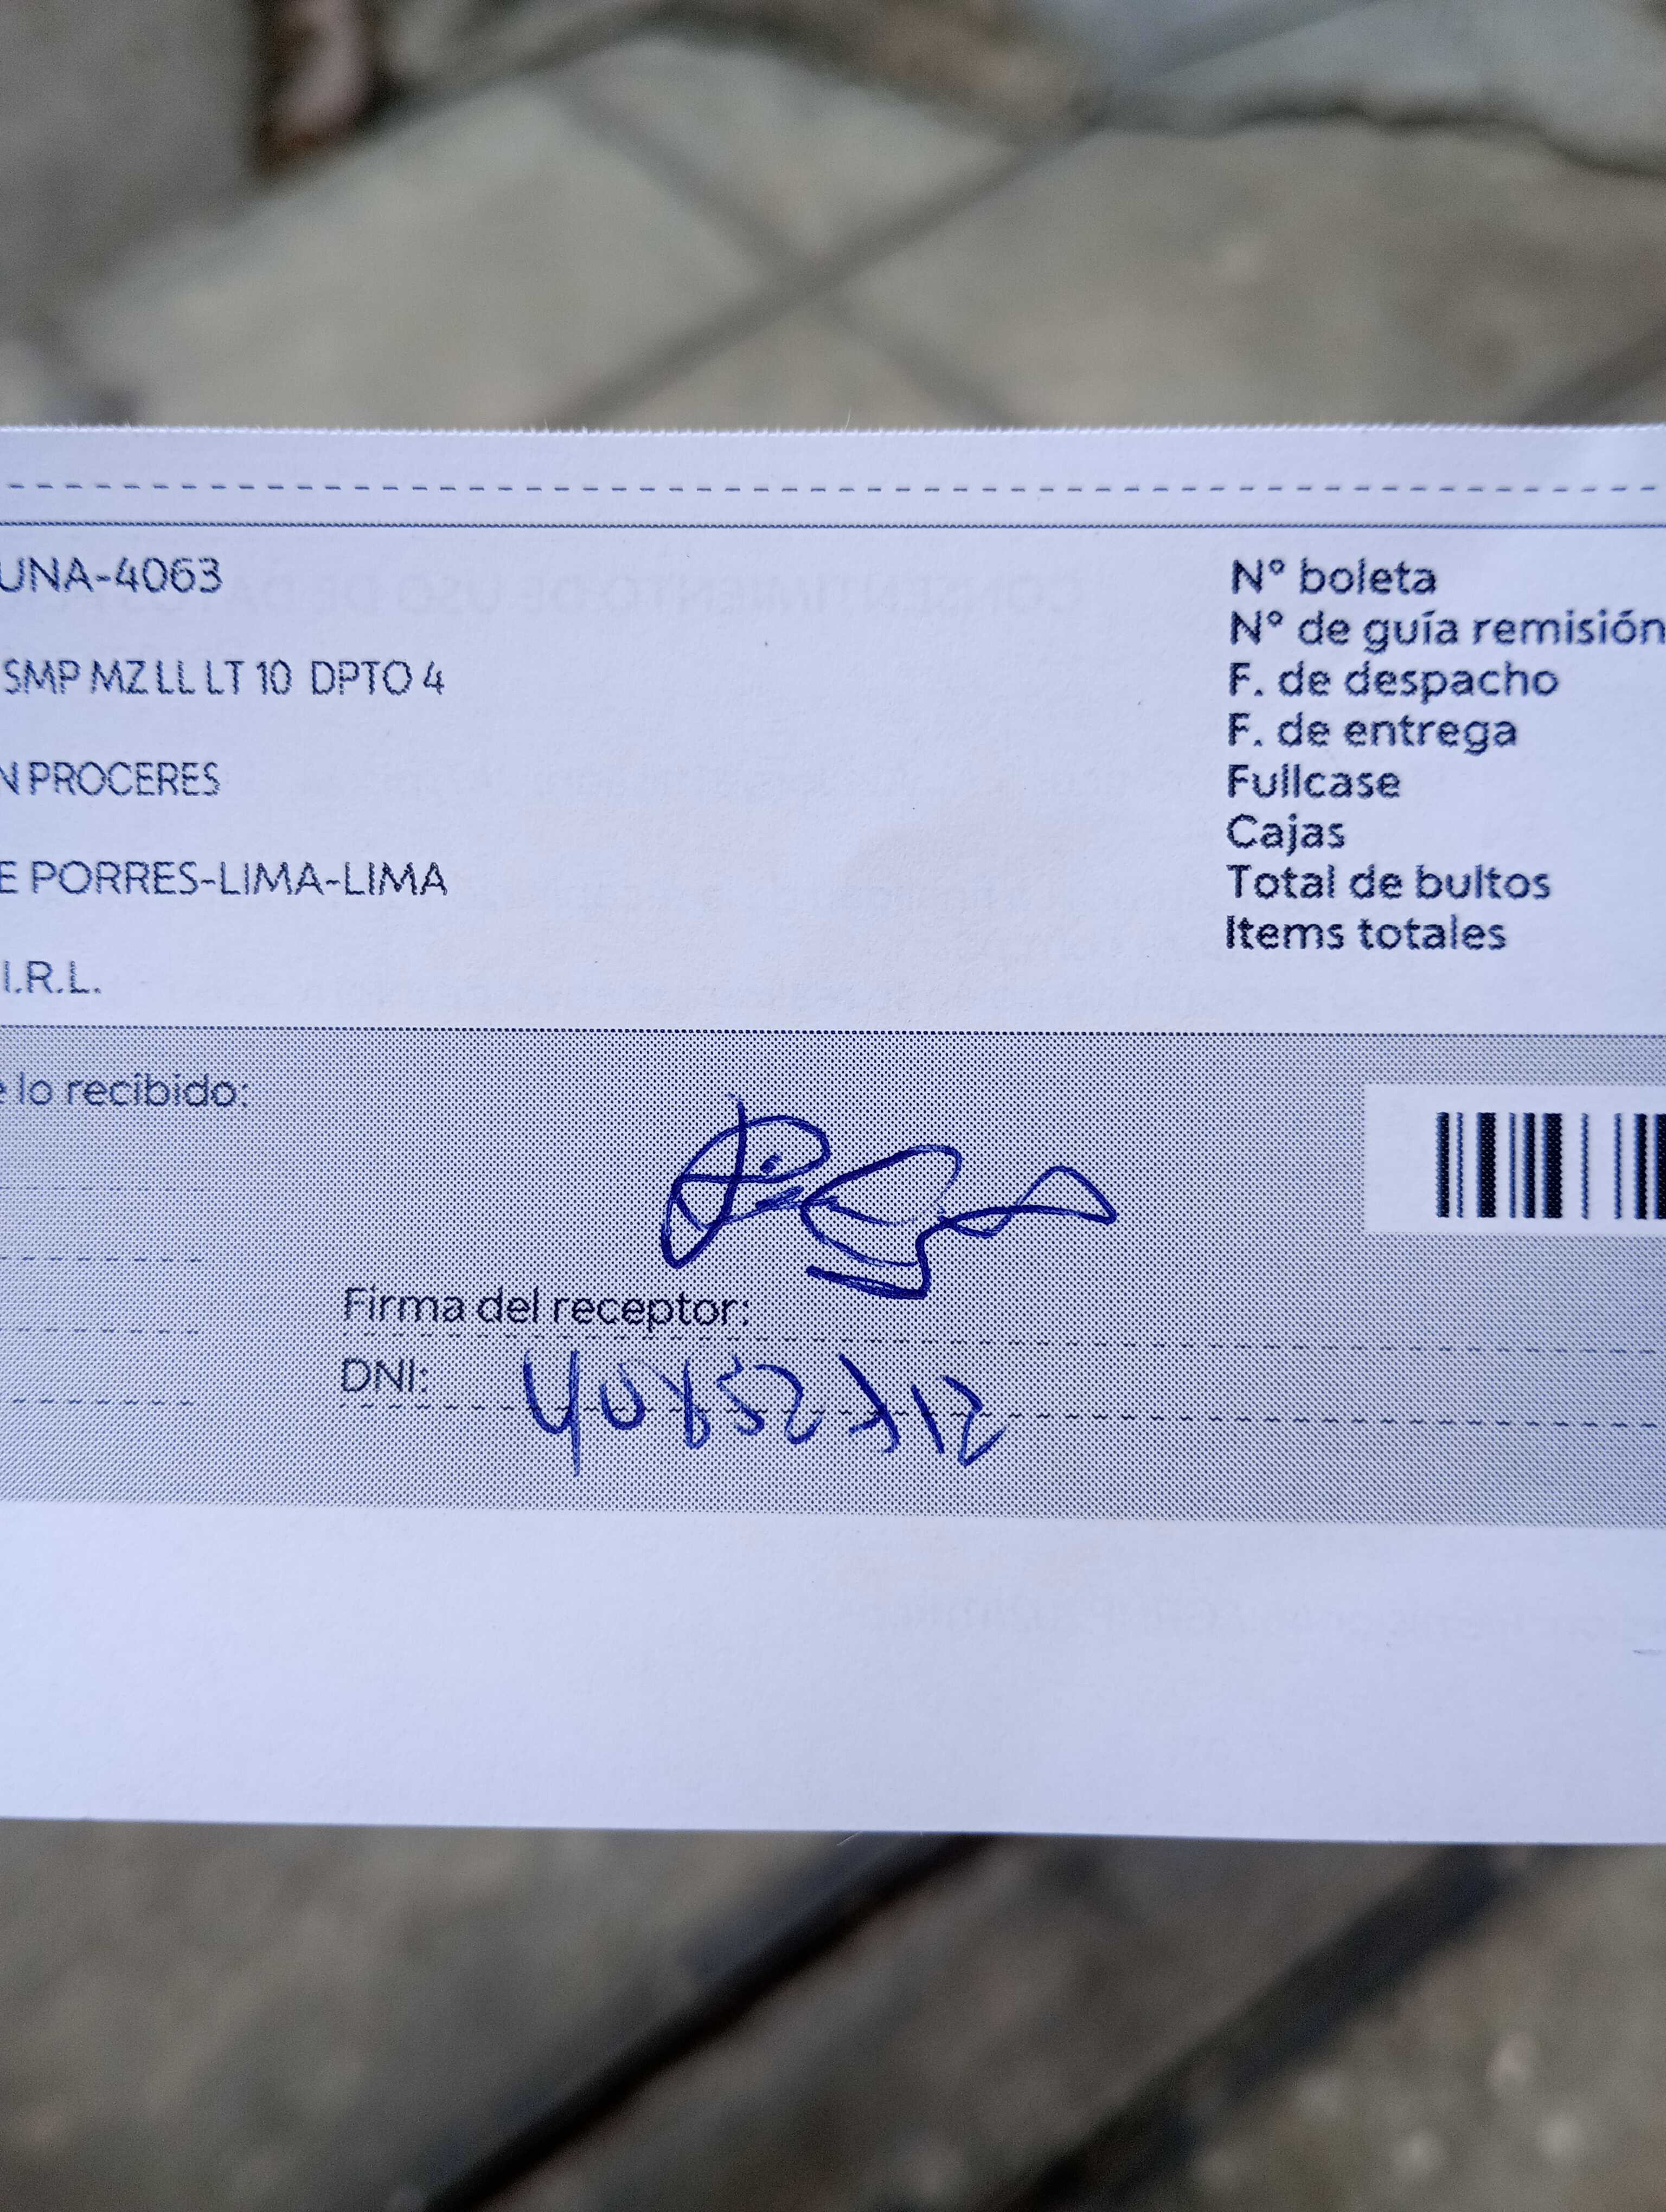 UNA-4063
SMP MZ LL LT 10 DPTO 4
N PROCERES
E PORRES-LIMA-LIMA
I.R.L.
N° boleta
N° de guía remisión
F. de despacho
F. de entrega
Fullcase
Cajas
Total de bultos
Items totales
e lo recibido:
Firma del receptor:
DNI: 40852712